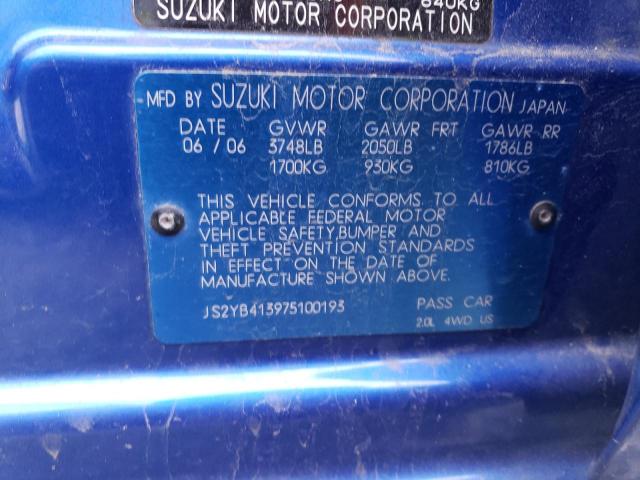 640KG
SUZUKI MOTOR CORPORATION
MFD BY SUZUKI MOTOR CORPORATION JAPAN
DATE GVWR GAWR FRT GAWR RR
06 / 06 3748LB 2050LB 1786LB
1700KG 930KG 810KG
THIS VEHICLE CONFORMS TO ALL
APPLICABLE FEDERAL MOTOR
VEHICLE SAFETY,BUMPER AND
THEFT PREVENTION STANDARDS
IN EFFECT ON THE DATE OF
MANUFACTURE SHOWN ABOVE.
JS2YB413975100193 PASS CAR
2.0L 4WD US